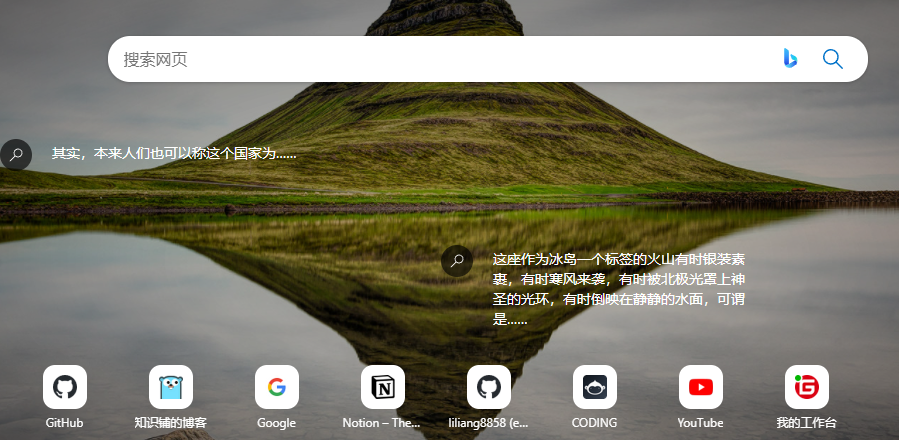 搜索网页
其实，本来人们也可以称这个国家为......
这座作为冰岛一个标签的火山有时银装素
裹，有时寒风来袭，有时被北极光罩上神
圣的光环，有时倒映在静静的水面，可谓
是......
GitHub
知识铺的博客
Google
Notion – The...
liliang8858 (e...
CODING
YouTube
我的工作台